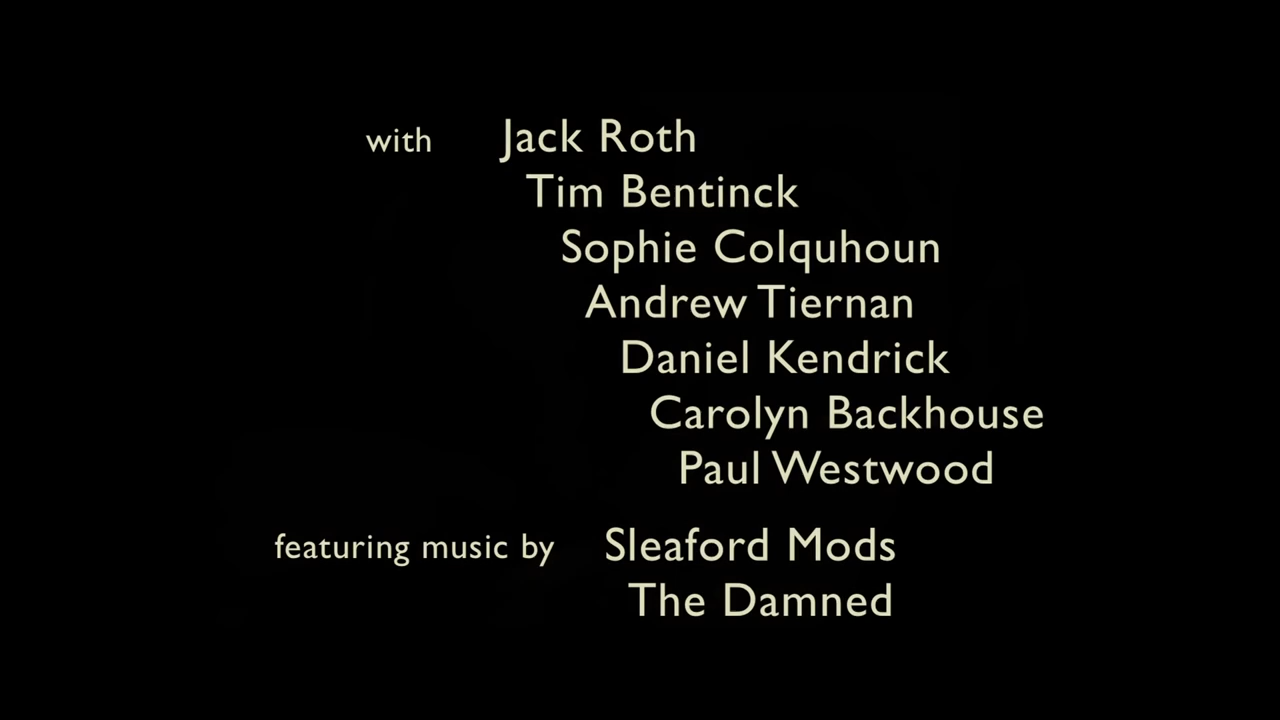 with Jack Roth
Tim Bentinck
Sophie Colquhoun
Andrew Tiernan
Daniel Kendrick
Carolyn Backhouse
Paul Westwood
featuring music by Sleaford Mods
The Damned